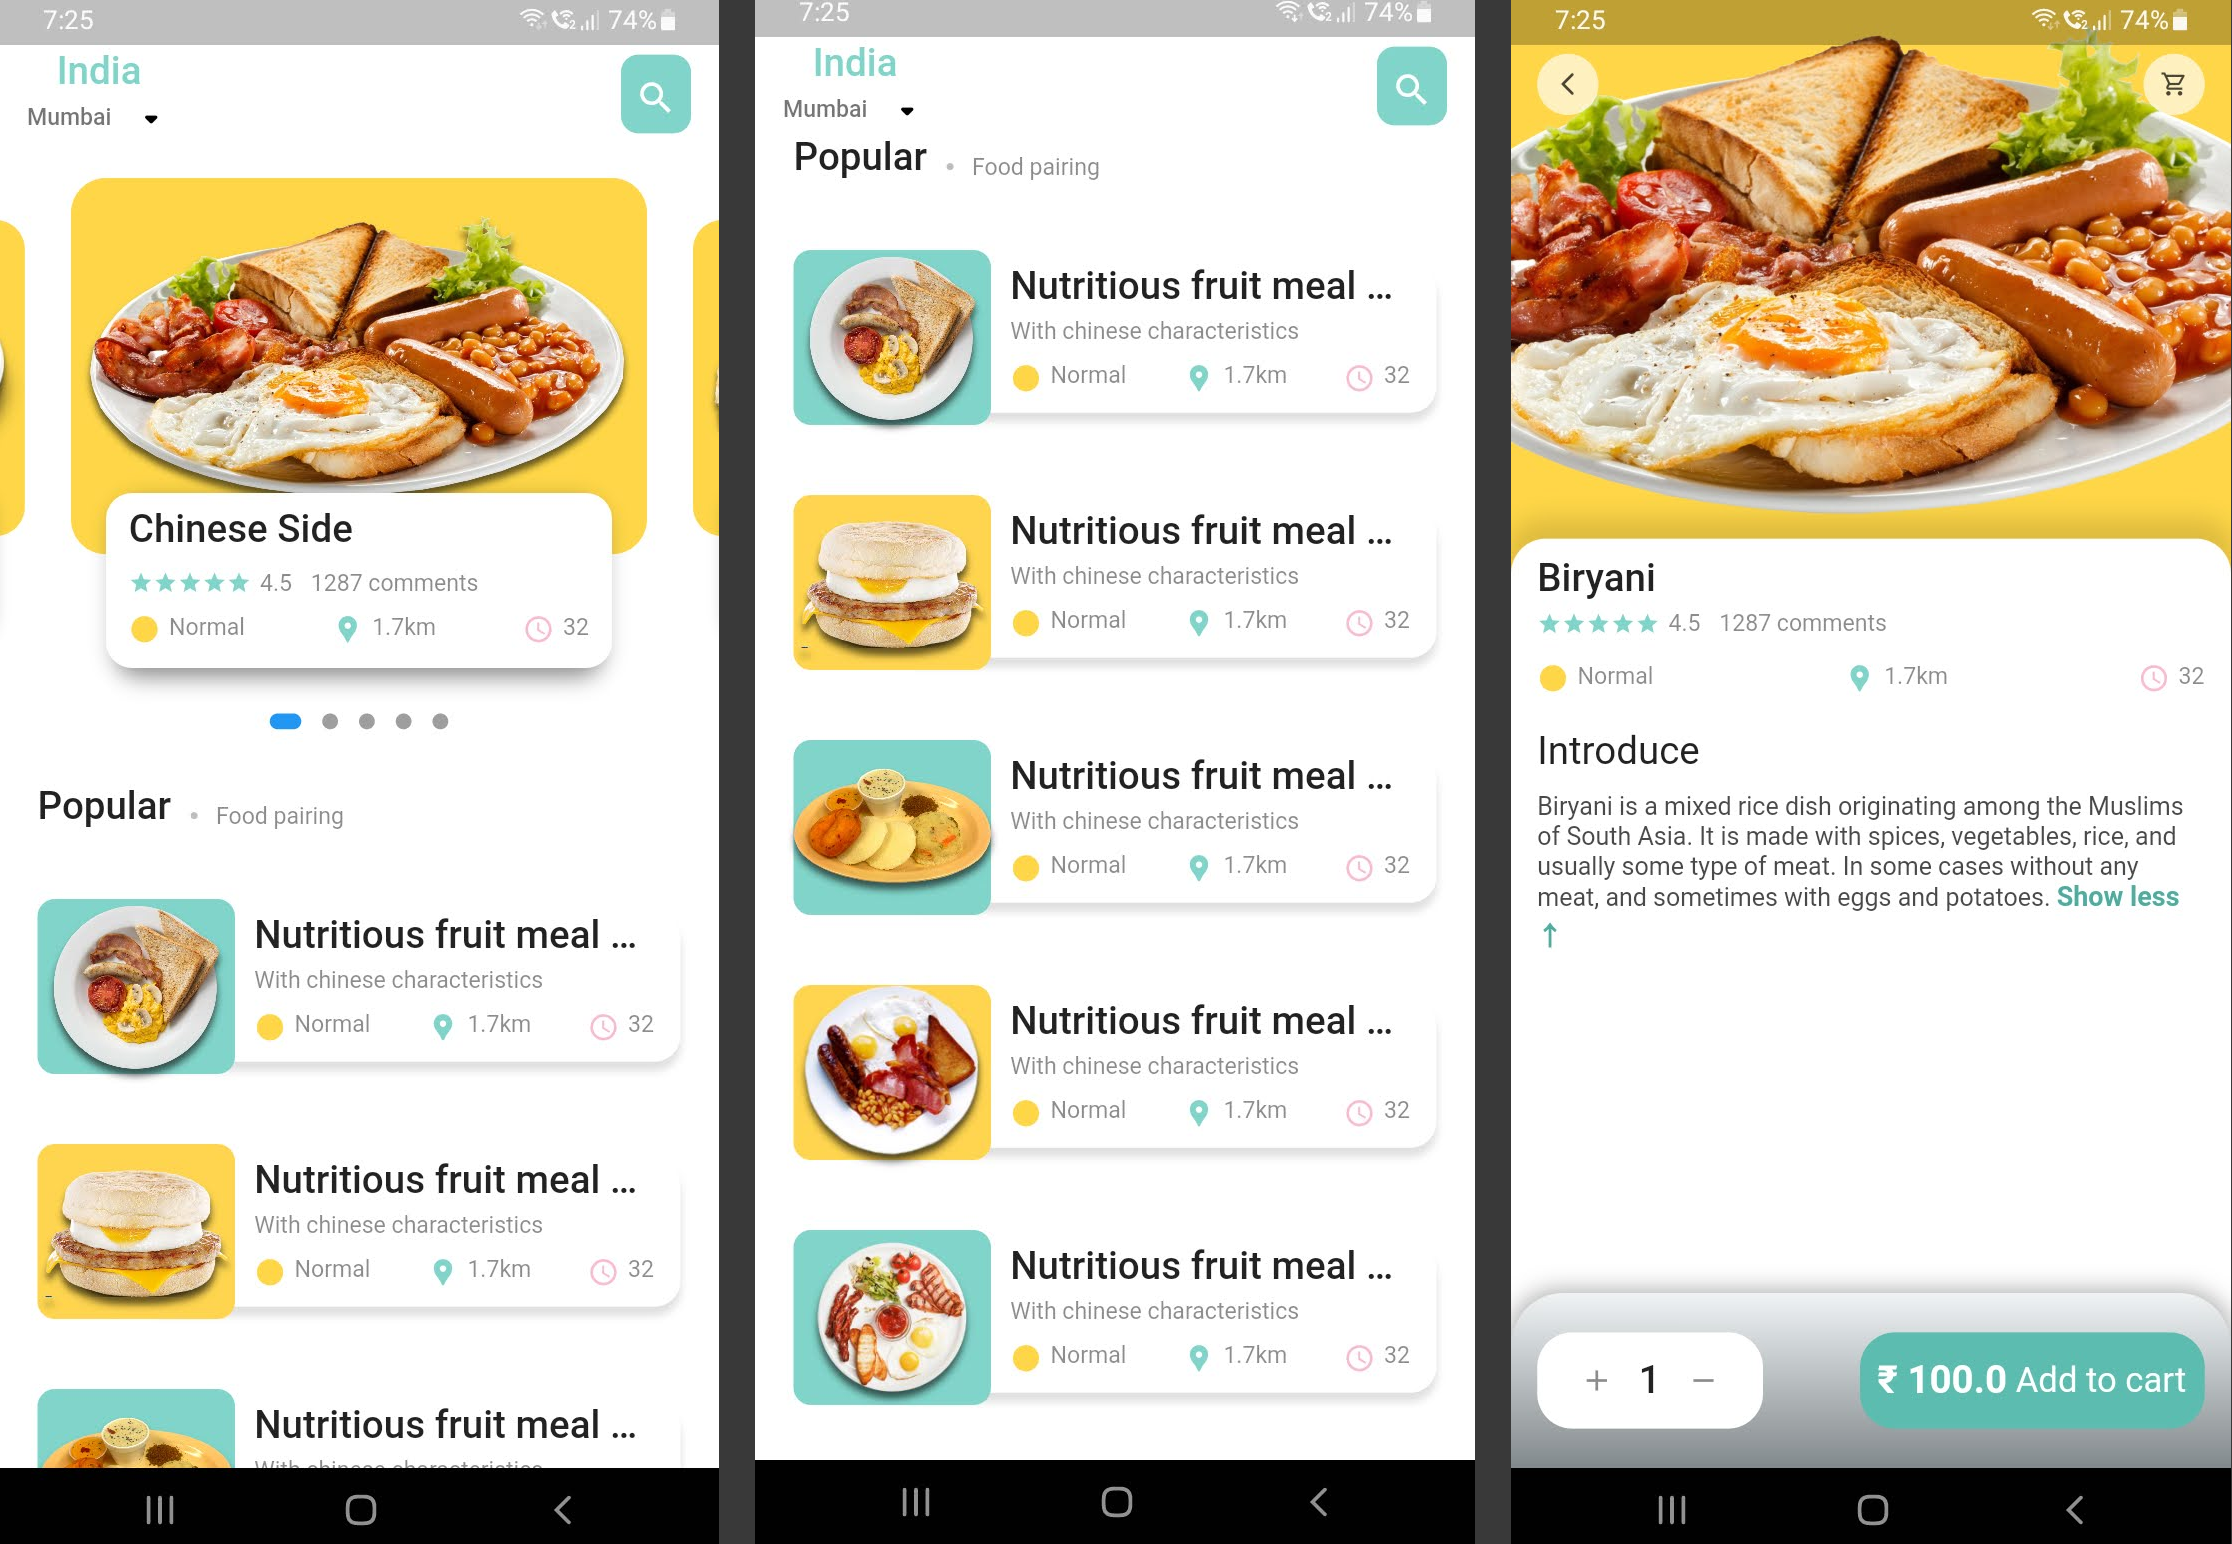 7:25
74%
India
Mumbai
Chinese Side
4.5 1287 comments
Normal 1.7km 32
Popular Food pairing
Nutritious fruit meal ...
With chinese characteristics
Normal 1.7km 32
Nutritious fruit meal ...
With chinese characteristics
Normal 1.7km 32
Nutritious fruit meal ...
With chinese characteristics
7:25
74%
India
Mumbai
Popular Food pairing
Nutritious fruit meal ...
With chinese characteristics
Normal 1.7km 32
Nutritious fruit meal ...
With chinese characteristics
Normal 1.7km 32
Nutritious fruit meal ...
With chinese characteristics
Normal 1.7km 32
Nutritious fruit meal ...
With chinese characteristics
Normal 1.7km 32
Nutritious fruit meal ...
With chinese characteristics
Normal 1.7km 32
7:25
74%
Biryani
4.5 1287 comments
Normal 1.7km 32
Introduce
Biryani is a mixed rice dish originating among the Muslims
of South Asia. It is made with spices, vegetables, rice, and
usually some type of meat. In some cases without any
meat, and sometimes with eggs and potatoes. Show less
↑
+ 1 −
₹ 100.0 Add to cart